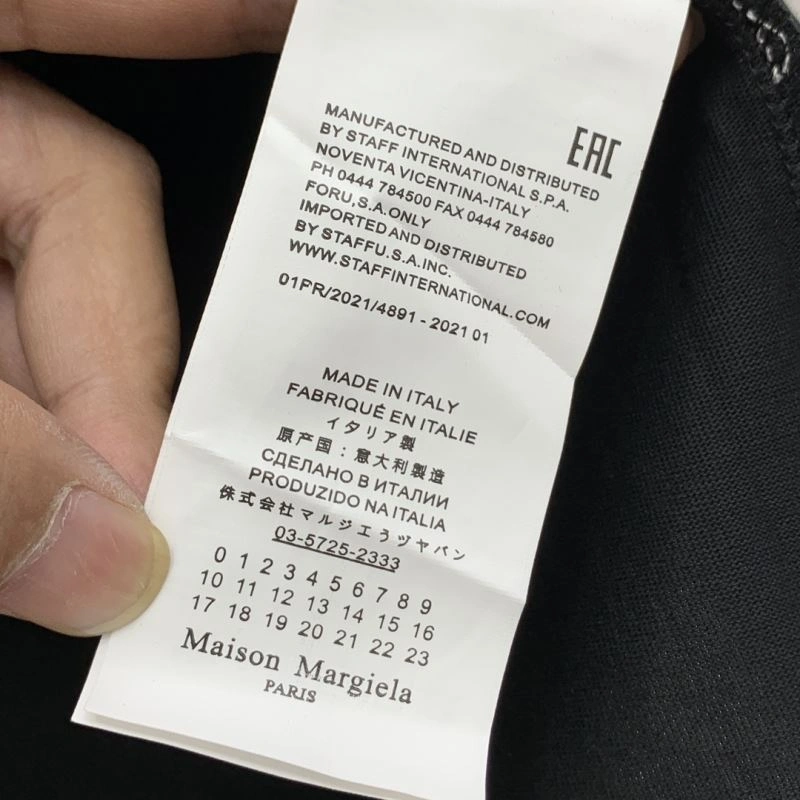 EAC
MANUFACTURED AND DISTRIBUTED
BY STAFF INTERNATIONAL S.P.A.
NOVENTA VICENTINA-ITALY
PH 0444 784500 FAX 0444 784580
FORU,S.A.ONLY
IMPORTED AND DISTRIBUTED
BY STAFFU.S.A.INC.
WWW.STAFFINTERNATIONAL.COM
01PR/2021/4891 - 2021 01
MADE IN ITALY
FABRIQUÉ EN ITALIE
イタリア製
原产国：意大利製造
СДЕЛАНО В ИТАЛИИ
PRODUZIDO NA ITALIA
侏式会社マルジエラヅヤパン
03-5725-2333
0 1 2 3 4 5 6 7 8 9
10 11 12 13 14 15 16
17 18 19 20 21 22 23
Maison Margiela
PARIS